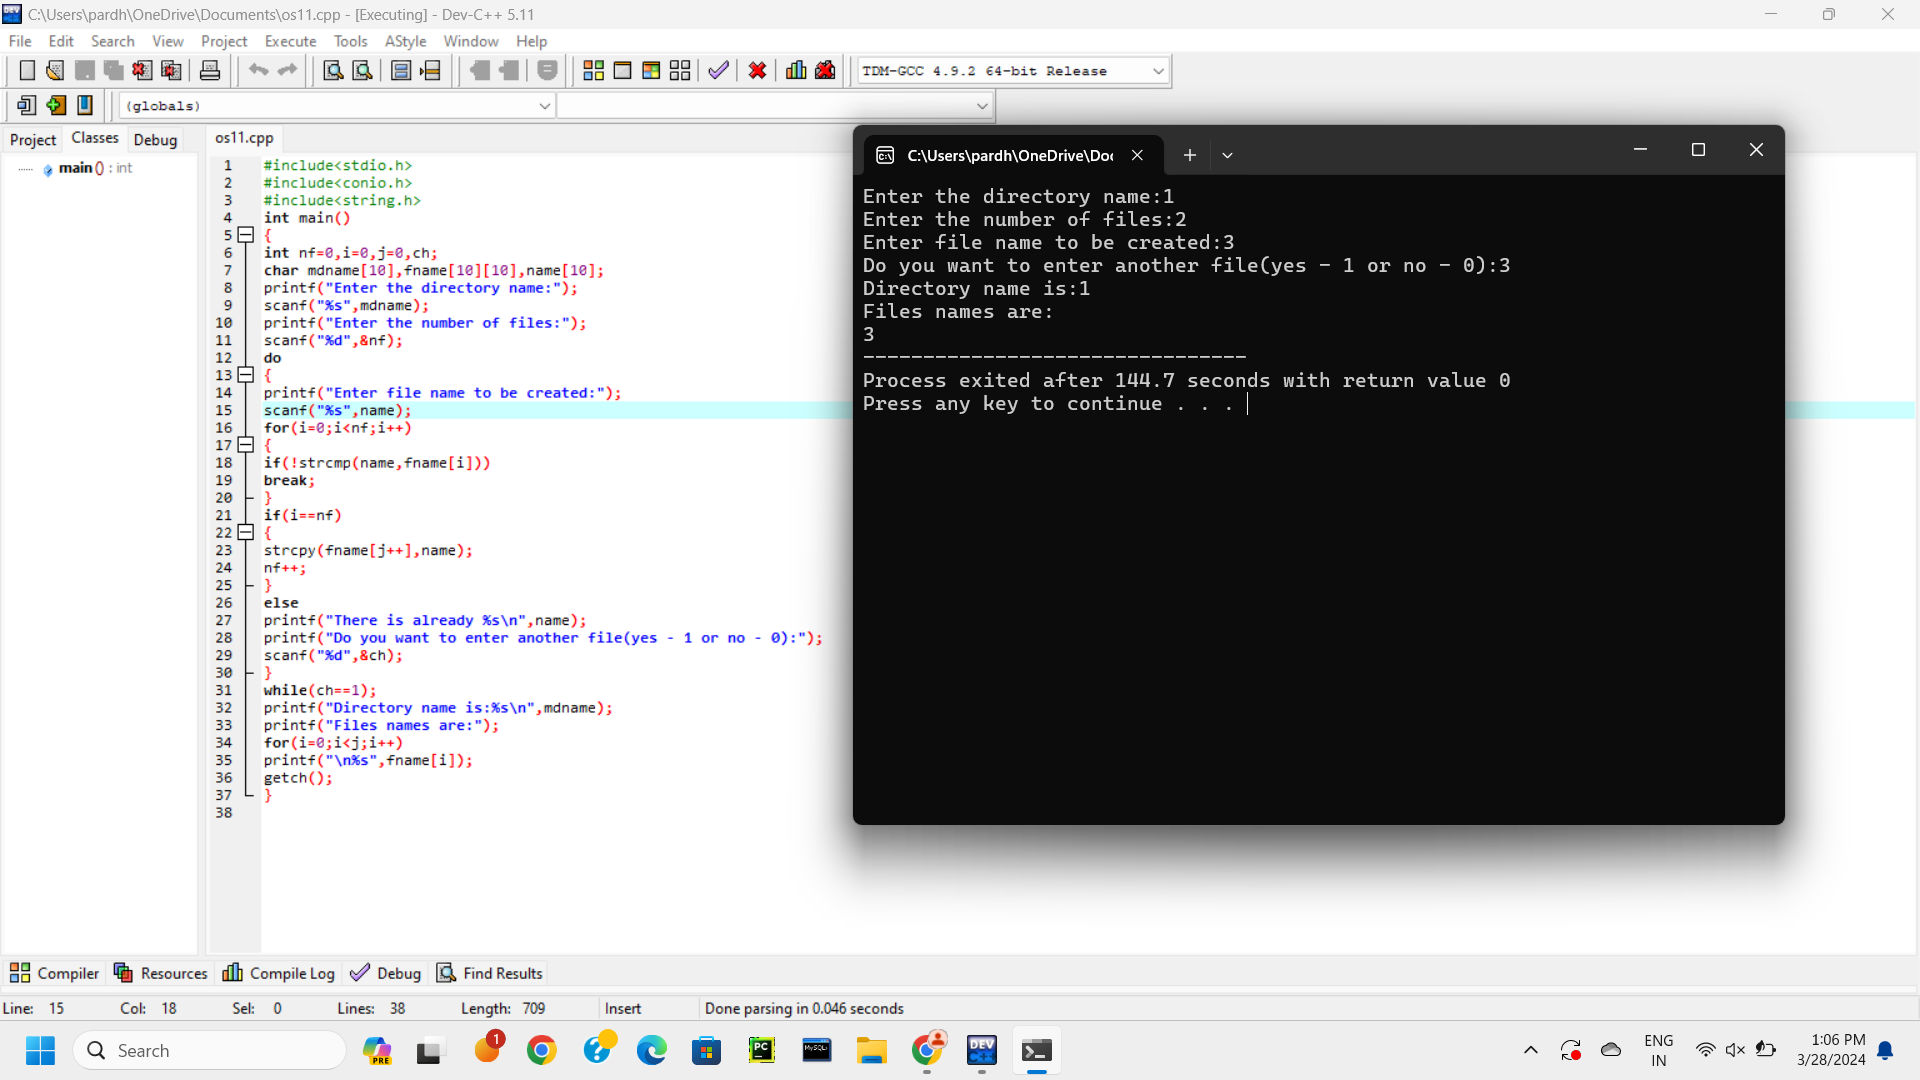 C:\Users\pardh\OneDrive\Documents\os11.cpp - [Executing] - Dev-C++ 5.11
File Edit Search View Project Execute Tools AStyle Window Help
TDM-GCC 4.9.2 64-bit Release
(globals)
Project Classes Debug
os11.cpp
main () : int
1 #include<stdio.h>
2 #include<conio.h>
3 #include<string.h>
4 int main()
5 {
6 int nf=0,i=0,j=0,ch;
7 char mdname[10],fname[10][10],name[10];
8 printf("Enter the directory name:");
9 scanf("%s",mdname);
10 printf("Enter the number of files:");
11 scanf("%d",&nf);
12 do
13 {
14 printf("Enter file name to be created:");
15 scanf("%s",name);
16 for(i=0;i<nf;i++)
17 {
18 if(!strcmp(name,fname[i]))
19 break;
20 }
21 if(i==nf)
22 {
23 strcpy(fname[j++],name);
24 nf++;
25 }
26 else
27 printf("There is already %s\n",name);
28 printf("Do you want to enter another file(yes - 1 or no - 0):");
29 scanf("%d",&ch);
30 }
31 while(ch==1);
32 printf("Directory name is:%s\n",mdname);
33 printf("Files names are:");
34 for(i=0;i<j;i++)
35 printf("\n%s",fname[i]);
36 getch();
37 }
38
C:\Users\pardh\OneDrive\Doc
Enter the directory name:1
Enter the number of files:2
Enter file name to be created:3
Do you want to enter another file(yes - 1 or no - 0):3
Directory name is:1
Files names are:
3
--------------------------------
Process exited after 144.7 seconds with return value 0
Press any key to continue . . .
Compiler Resources Compile Log Debug Find Results
Line: 15 Col: 18 Sel: 0 Lines: 38 Length: 709 Insert Done parsing in 0.046 seconds
Search
PRE
1
PC
MySQL
DEV C++
ENG
IN
1:06 PM
3/28/2024